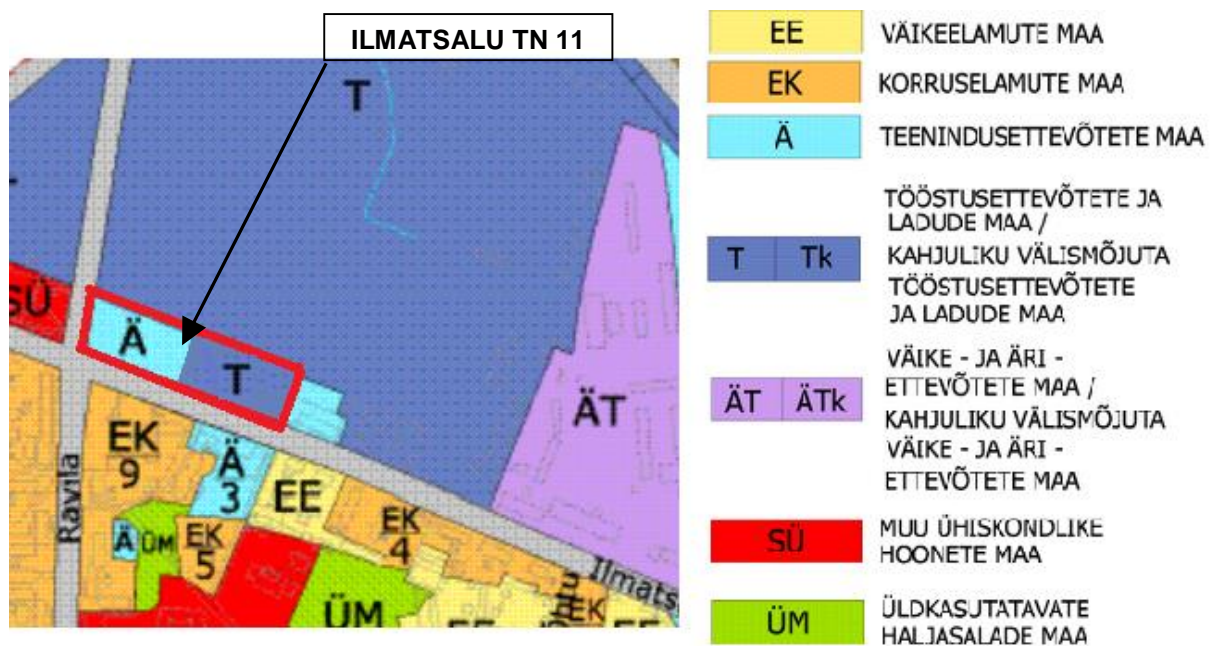 ILMATSALU TN 11
T
SÜ
Ä
T
ÄT
EK
9
Ä
3
EE
EK
4
Ä
ÜM
EK
5
ÜM
EE
EK
Ravila
Ilmats
EE VÄIKEELAMUTE MAA
EK KORRUSELAMUTE MAA
Ä TEENINDUSETTEVÕTETE MAA
TÖÖSTUSETTEVÕTETE JA
LADUDE MAA /
T Tk KAHJULIKU VÄLISMÕJUTA
TÖÖSTUSETTEVÕTETE
JA LADUDE MAA
VÄIKE - JA ÄRI -
ETTEVÕTETE MAA /
ÄT ÄTk KAHJULIKU VÄLISMÕJUTA
VÄIKE - JA ÄRI -
ETTEVÕTETE MAA
SÜ MUU ÜHISKONDLIKE
HOONETE MAA
ÜM ÜLDKASUTATAVATE
HALJASALADE MAA